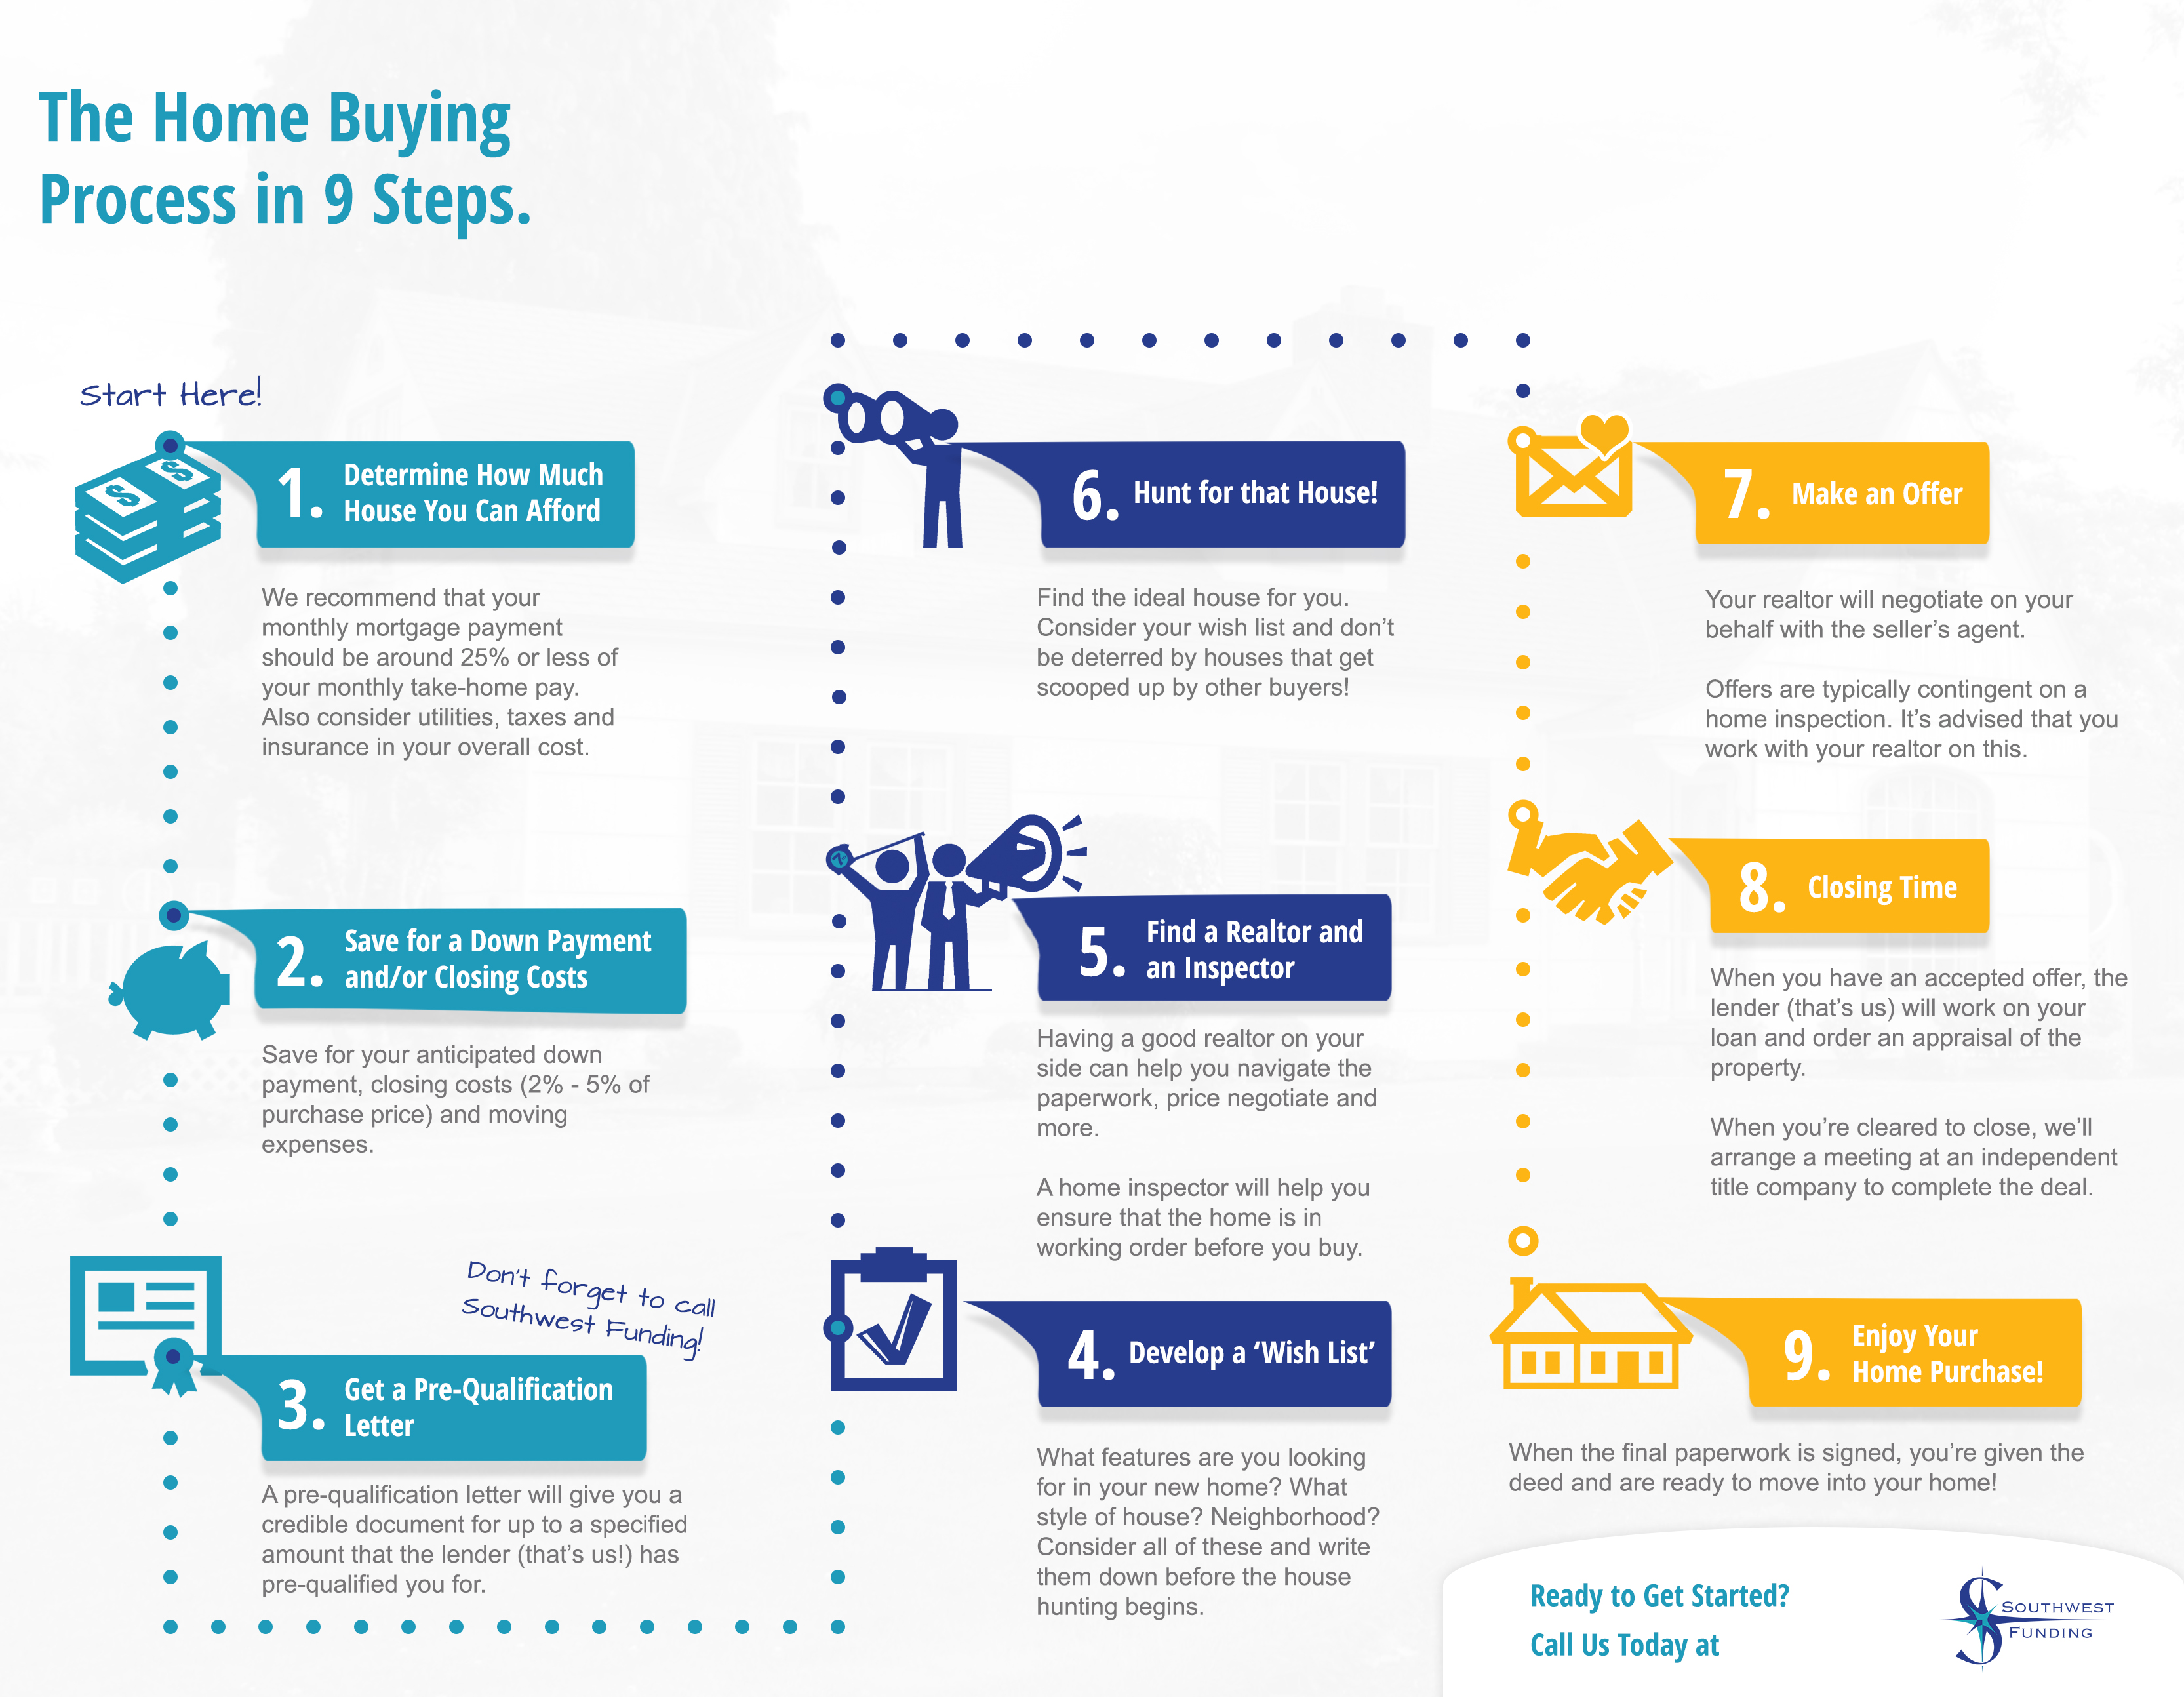 The Home Buying
Process in 9 Steps.
Start Here!
1. Determine How Much
House You Can Afford
We recommend that your
monthly mortgage payment
should be around 25% or less of
your monthly take-home pay.
Also consider utilities, taxes and
insurance in your overall cost.
2. Save for a Down Payment
and/or Closing Costs
Save for your anticipated down
payment, closing costs (2% - 5% of
purchase price) and moving
expenses.
Don't forget to call
Southwest Funding!
3. Get a Pre-Qualification
Letter
A pre-qualification letter will give you a
credible document for up to a specified
amount that the lender (that's us!) has
pre-qualified you for.
4. Develop a ‘Wish List’
What features are you looking
for in your new home? What
style of house? Neighborhood?
Consider all of these and write
them down before the house
hunting begins.
5. Find a Realtor and
an Inspector
Having a good realtor on your
side can help you navigate the
paperwork, price negotiate and
more.
A home inspector will help you
ensure that the home is in
working order before you buy.
6. Hunt for that House!
Find the ideal house for you.
Consider your wish list and don’t
be deterred by houses that get
scooped up by other buyers!
7. Make an Offer
Your realtor will negotiate on your
behalf with the seller’s agent.
Offers are typically contingent on a
home inspection. It’s advised that you
work with your realtor on this.
8. Closing Time
When you have an accepted offer, the
lender (that’s us) will work on your
loan and order an appraisal of the
property.
When you’re cleared to close, we’ll
arrange a meeting at an independent
title company to complete the deal.
9. Enjoy Your
Home Purchase!
When the final paperwork is signed, you’re given the
deed and are ready to move into your home!
Ready to Get Started?
Call Us Today at
SOUTHWEST
FUNDING